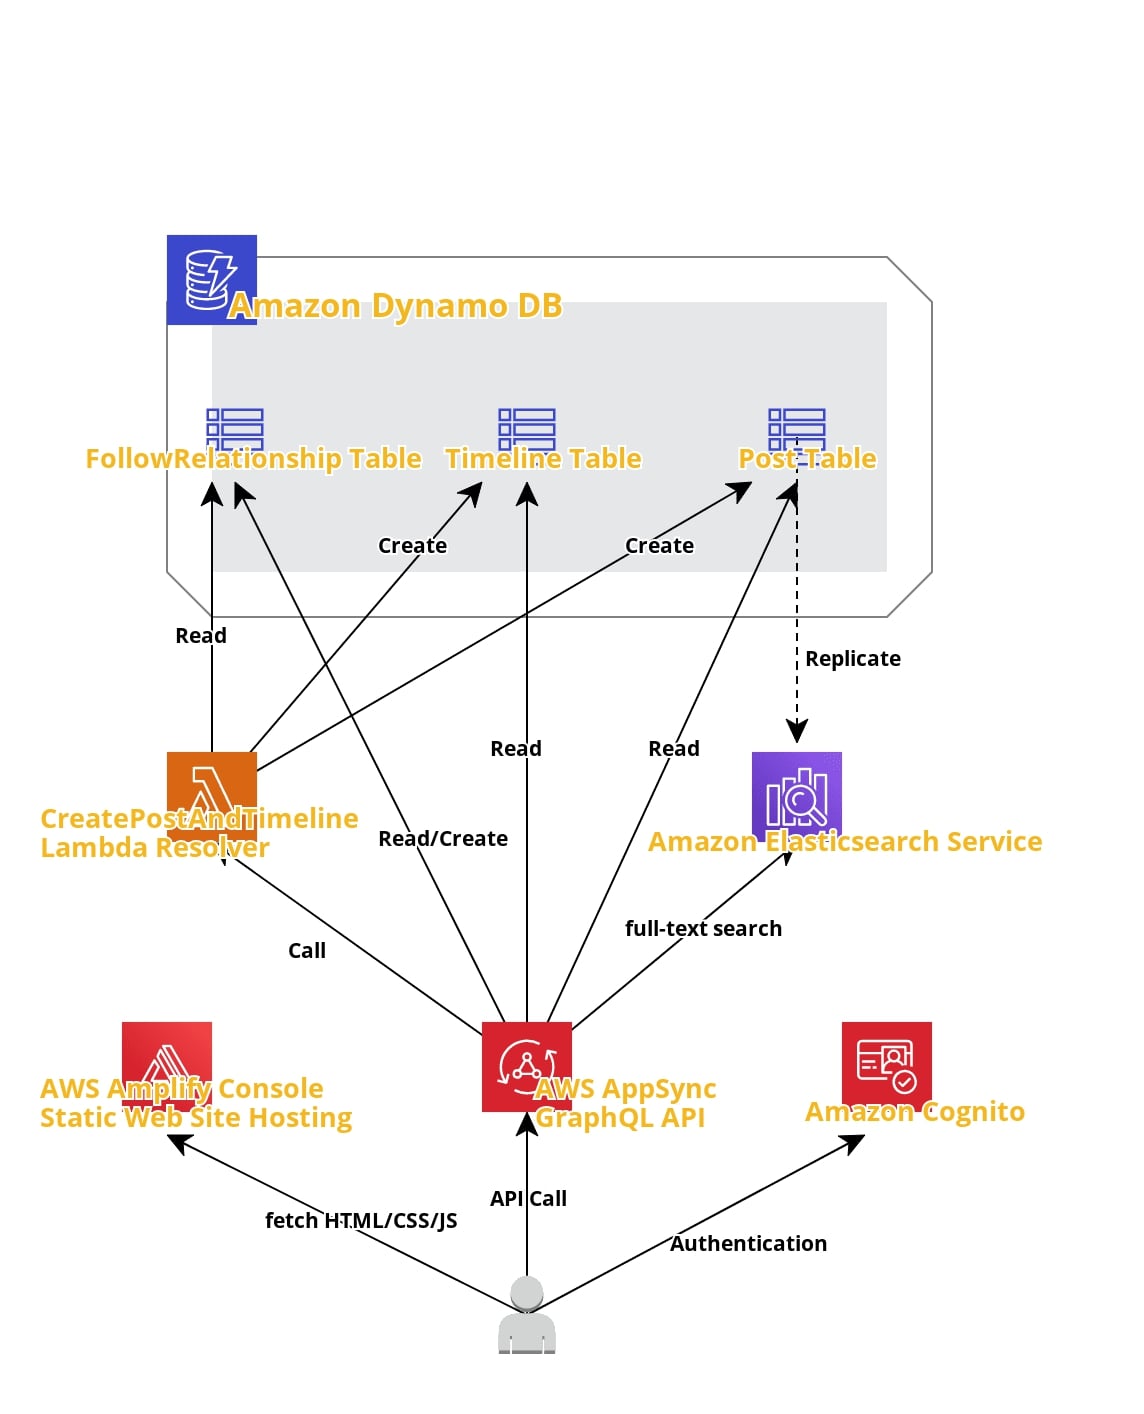 Amazon Dynamo DB
FollowRelationship Table
Timeline Table
Post Table
Create
Create
Read
Replicate
Read
Read
CreatePostAndTimeline
Lambda Resolver
Read/Create
Amazon Elasticsearch Service
full-text search
Call
AWS Amplify Console
Static Web Site Hosting
AWS AppSync
GraphQL API
Amazon Cognito
API Call
fetch HTML/CSS/JS
Authentication